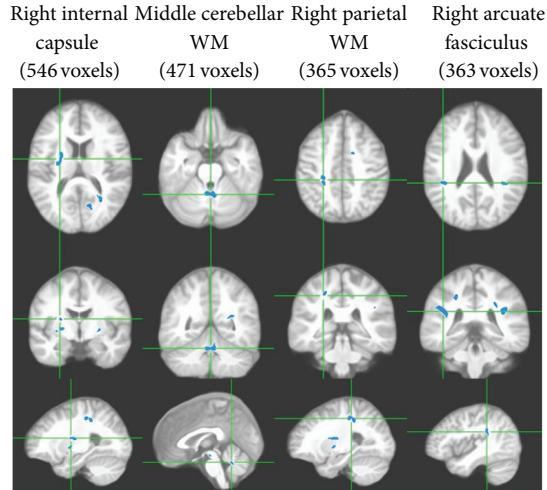 Right internal capsule (546 voxels)
Middle cerebellar WM (471 voxels)
Right parietal WM (365 voxels)
Right arcuate fasciculus (363 voxels)